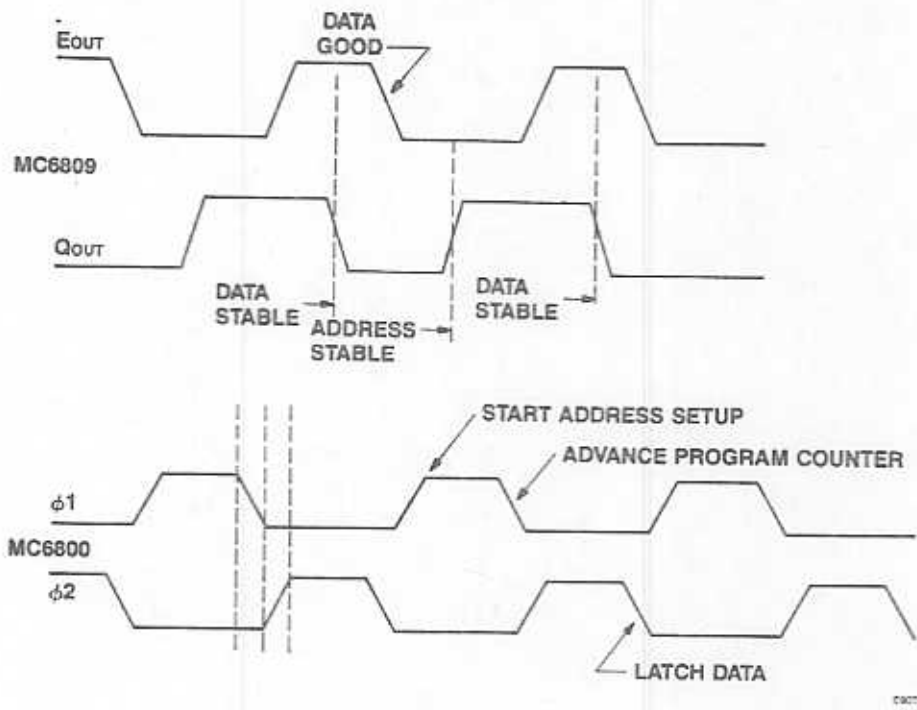 DATA
GOOD
EOUT
MC6809
QOUT
DATA
STABLE
ADDRESS
STABLE
DATA
STABLE
START ADDRESS SETUP
ADVANCE PROGRAM COUNTER
ϕ1
MC6800
ϕ2
LATCH DATA